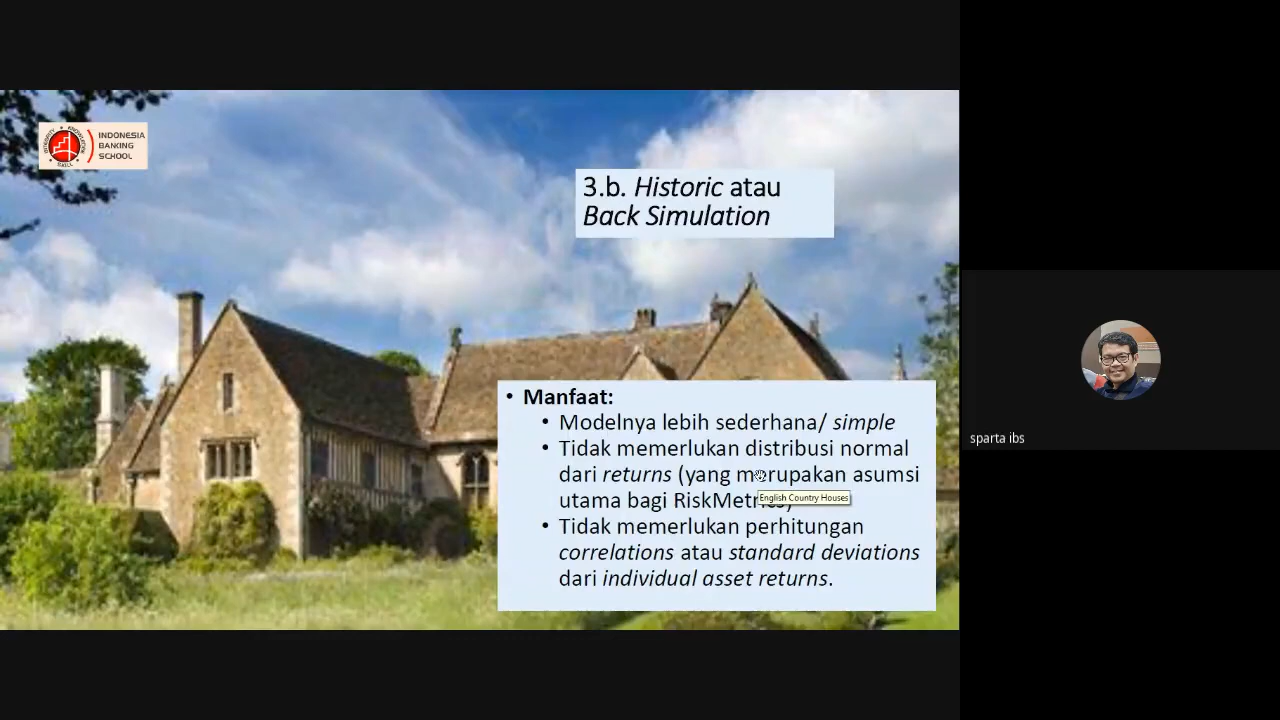 INDONESIA
BANKING
SCHOOL
3.b. Historic atau
Back Simulation
• Manfaat:
• Modelnya lebih sederhana/ simple
• Tidak memerlukan distribusi normal
dari returns (yang merupakan asumsi
utama bagi RiskMetrics)
English Country Houses
• Tidak memerlukan perhitungan
correlations atau standard deviations
dari individual asset returns.
sparta ibs